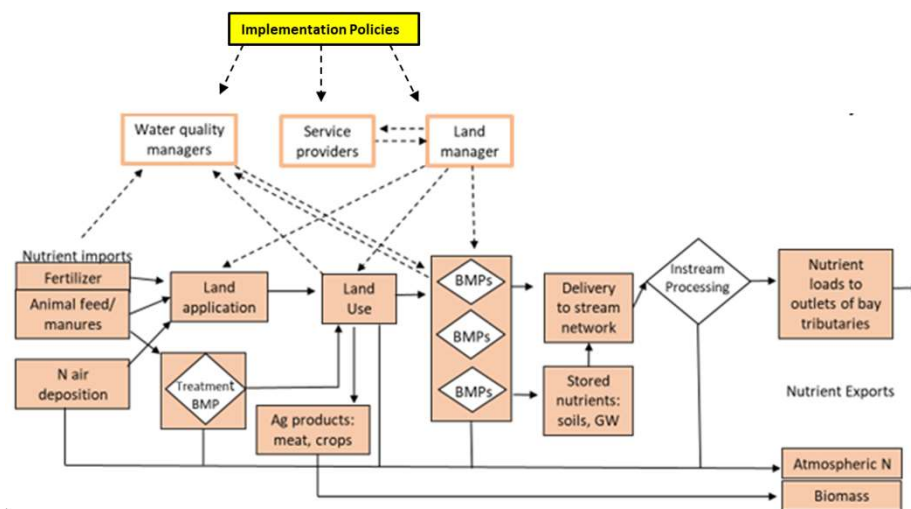 Implementation Policies
Water quality
managers
Service
providers
Land
manager
Nutrient imports
Fertilizer
Animal feed/
manures
N air
deposition
Land
application
Treatment
BMP
Land
Use
Ag products:
meat, crops
BMPs
BMPs
BMPs
Delivery
to stream
network
Stored
nutrients:
soils, GW
Instream
Processing
Nutrient
loads to
outlets of bay
tributaries
Nutrient Exports
Atmospheric N
Biomass